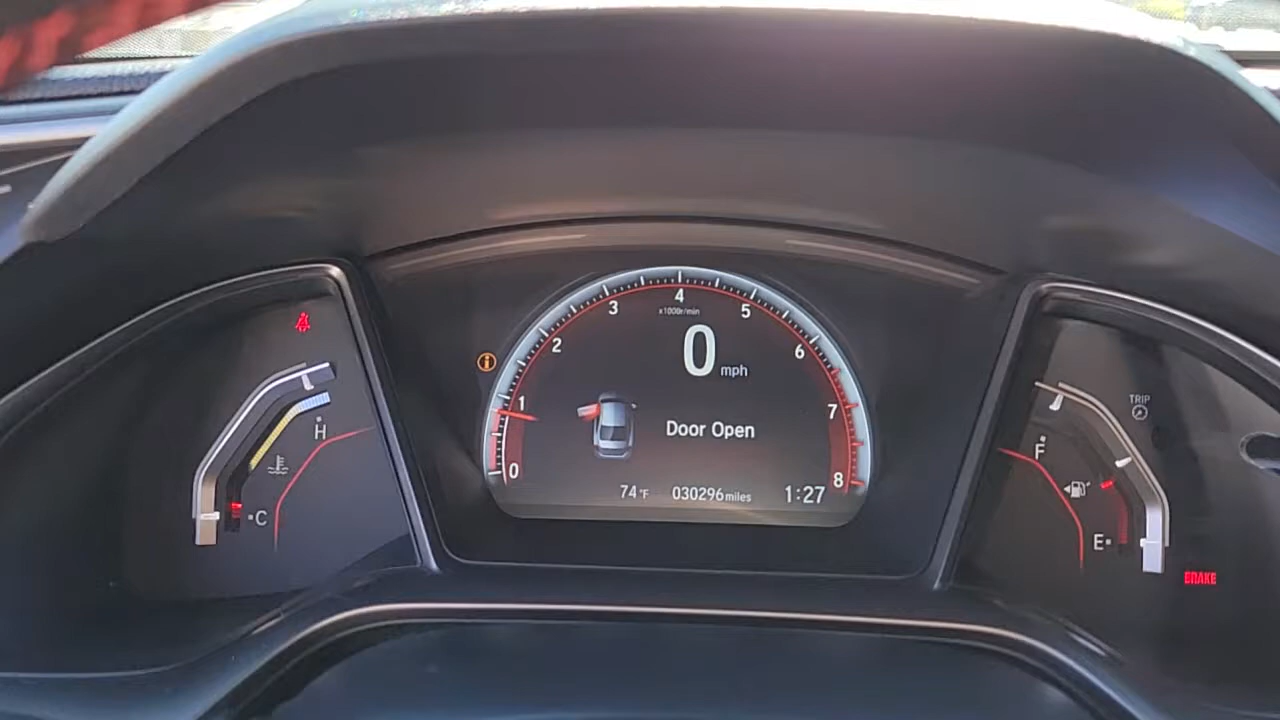 4
3
5
x1000r/min
2
0
mph
6
1
7
H
TRIP
F
Door Open
0
8
C
E
74°F
030296miles
1:27
BRAKE